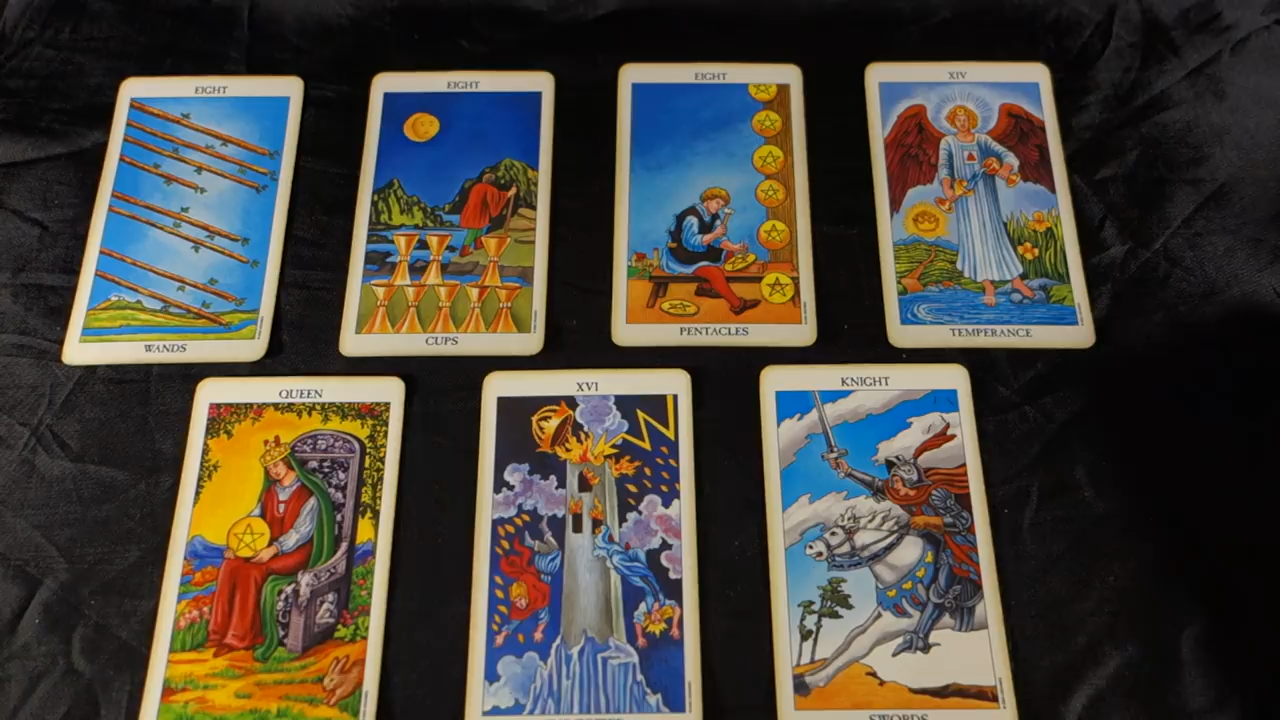 EIGHT
WANDS
EIGHT
CUPS
EIGHT
PENTACLES
XIV
TEMPERANCE
QUEEN
XVI
KNIGHT
SWORDS